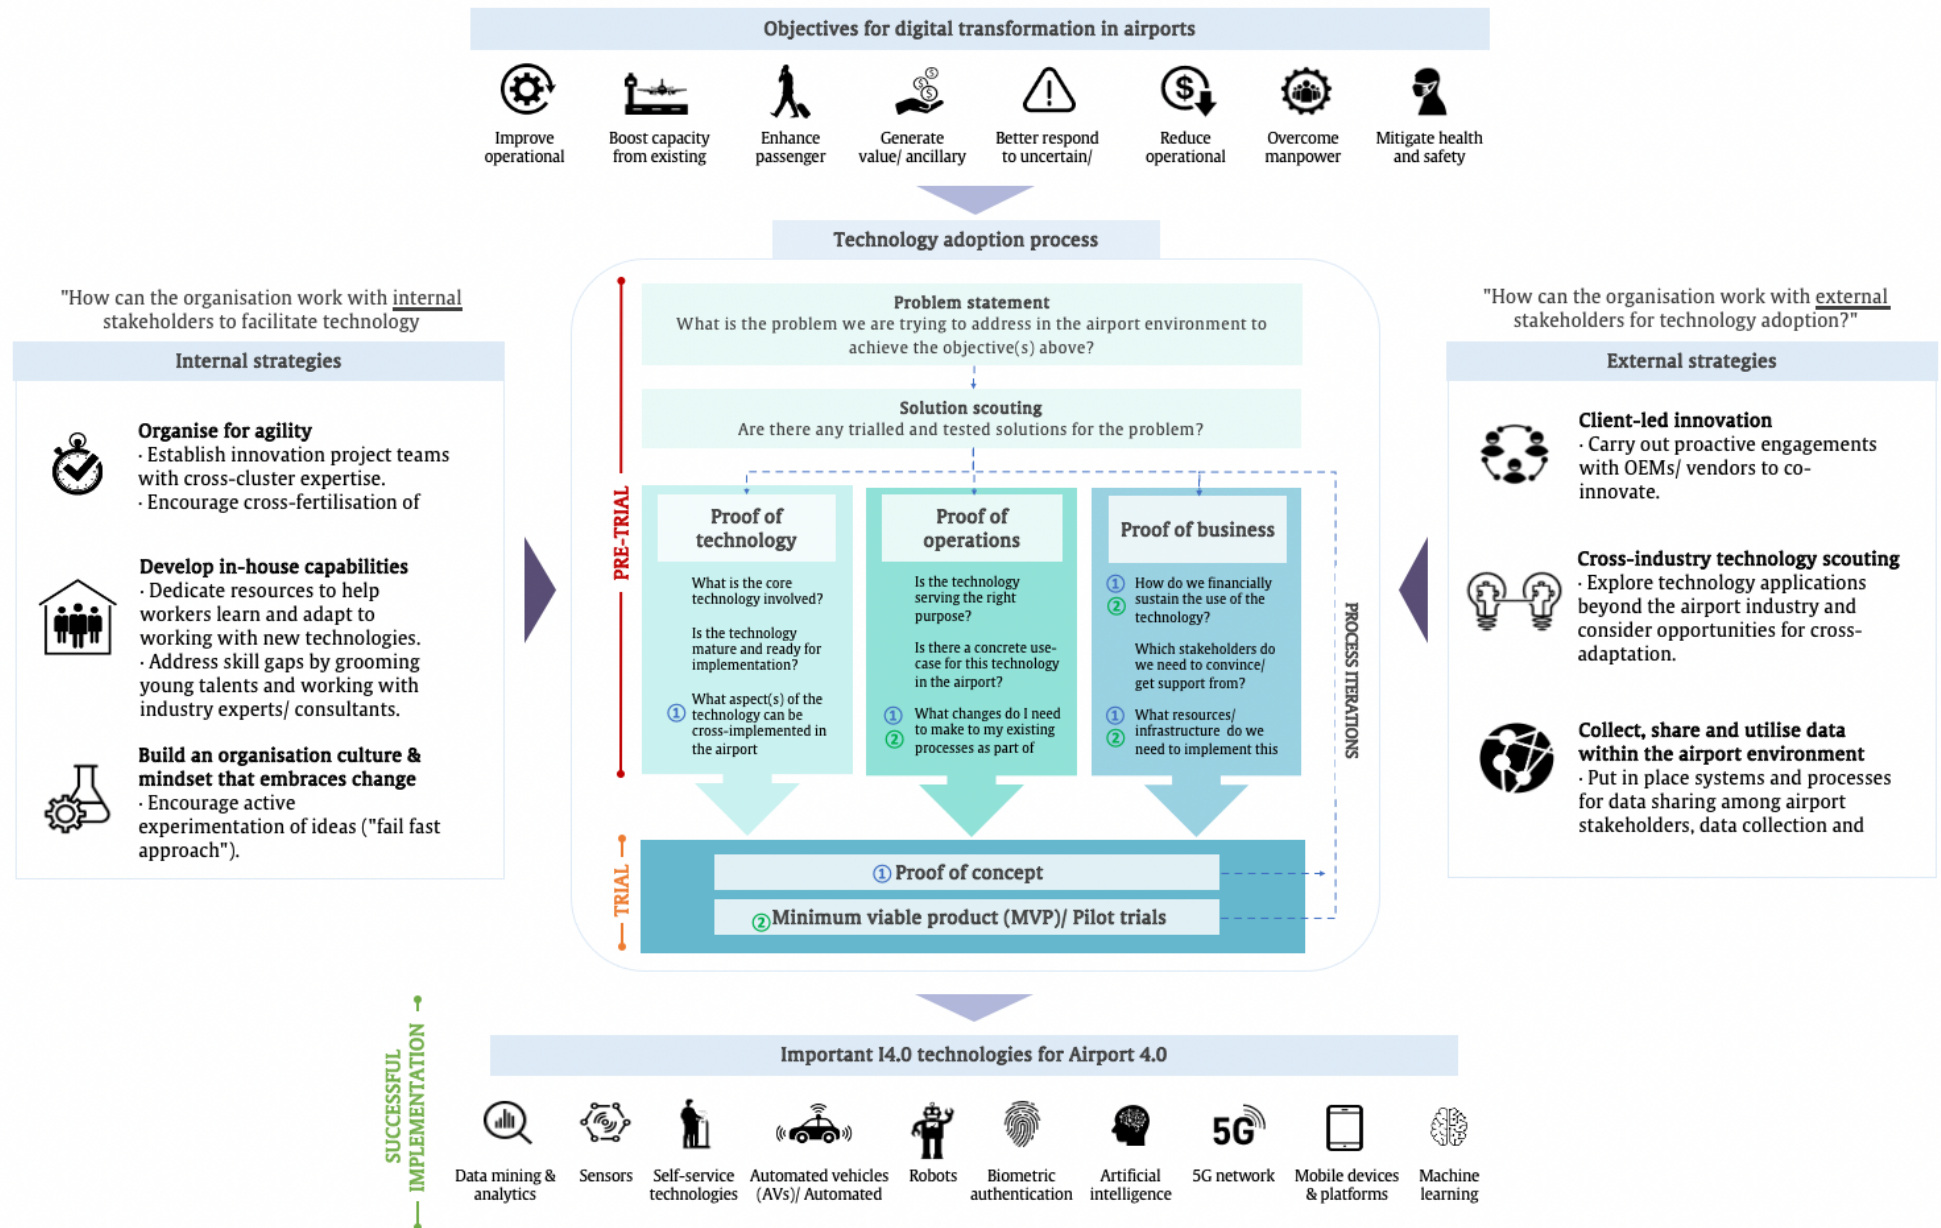 Objectives for digital transformation in airports
Improve
operational
Boost capacity
from existing
Enhance
passenger
Generate
value/ ancillary
Better respond
to uncertain/
Reduce
operational
Overcome
manpower
Mitigate health
and safety
Technology adoption process
"How can the organisation work with internal
stakeholders to facilitate technology
Internal strategies
Organise for agility
· Establish innovation project teams
with cross-cluster expertise.
· Encourage cross-fertilisation of
Develop in-house capabilities
· Dedicate resources to help
workers learn and adapt to
working with new technologies.
· Address skill gaps by grooming
young talents and working with
industry experts/ consultants.
Build an organisation culture &
mindset that embraces change
· Encourage active
experimentation of ideas ("fail fast
approach").
PRE-TRIAL
Problem statement
What is the problem we are trying to address in the airport environment to
achieve the objective(s) above?
Solution scouting
Are there any trialled and tested solutions for the problem?
Proof of
technology
What is the core
technology involved?
Is the technology
mature and ready for
implementation?
① What aspect(s) of the
technology can be
cross-implemented in
the airport
Proof of
operations
Is the technology
serving the right
purpose?
Is there a concrete use-
case for this technology
in the airport?
① What changes do I need
② to make to my existing
processes as part of
Proof of business
① How do we financially
② sustain the use of the
technology?
Which stakeholders do
we need to convince/
get support from?
① What resources/
② infrastructure do we
need to implement this
PROCESS ITERATIONS
TRIAL
① Proof of concept
② Minimum viable product (MVP)/ Pilot trials
"How can the organisation work with external
stakeholders for technology adoption?"
External strategies
Client-led innovation
· Carry out proactive engagements
with OEMs/ vendors to co-
innovate.
Cross-industry technology scouting
· Explore technology applications
beyond the airport industry and
consider opportunities for cross-
adaptation.
Collect, share and utilise data
within the airport environment
· Put in place systems and processes
for data sharing among airport
stakeholders, data collection and
SUCCESSFUL
IMPLEMENTATION
Important I4.0 technologies for Airport 4.0
Data mining &
analytics
Sensors
Self-service
technologies
Automated vehicles
(AVs)/ Automated
Robots
Biometric
authentication
Artificial
intelligence
5G
5G network
Mobile devices
& platforms
Machine
learning